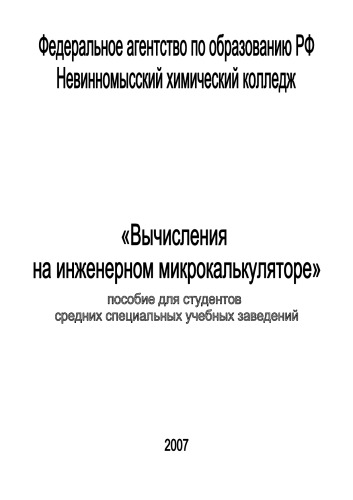 Федеральное агентство по образованию РФ
Невинномысский химический колледж
«Вычисления
на инженерном микрокалькуляторе»
пособие для студентов
средних специальных учебных заведений
2007